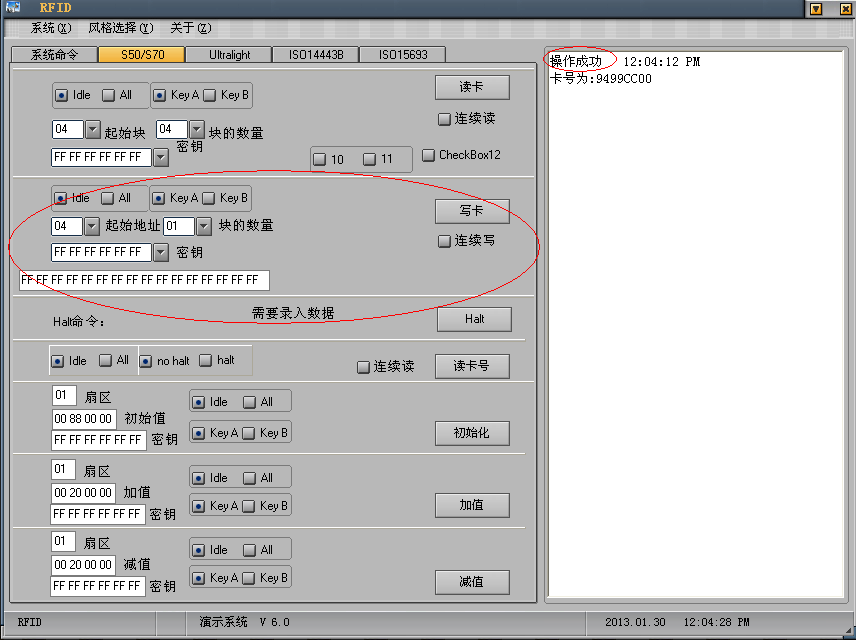 RFID
系统(X) 风格选择(Y) 关于(Z)
系统命令 S50/S70 Ultralight ISO14443B ISO15693
Idle All Key A Key B 读卡
连续读
04 起始块 04 块的数量
密钥
FF FF FF FF FF FF
10 11 CheckBox12
Idle All Key A Key B 写卡
04 起始地址 01 块的数量
连续写
FF FF FF FF FF FF 密钥
FF FF FF FF FF FF FF FF FF FF FF FF FF FF FF FF
需要录入数据
Halt命令: Halt
Idle All no halt halt 连续读 读卡号
01 扇区 Idle All
00 88 00 00 初始值
FF FF FF FF FF FF 密钥 Key A Key B 初始化
01 扇区 Idle All
00 20 00 00 加值
FF FF FF FF FF FF 密钥 Key A Key B 加值
01 扇区 Idle All
00 20 00 00 减值
FF FF FF FF FF FF 密钥 Key A Key B 减值
操作成功 12:04:12 PM
卡号为:9499CC00
RFID 演示系统 V 6.0 2013.01.30 12:04:28 PM